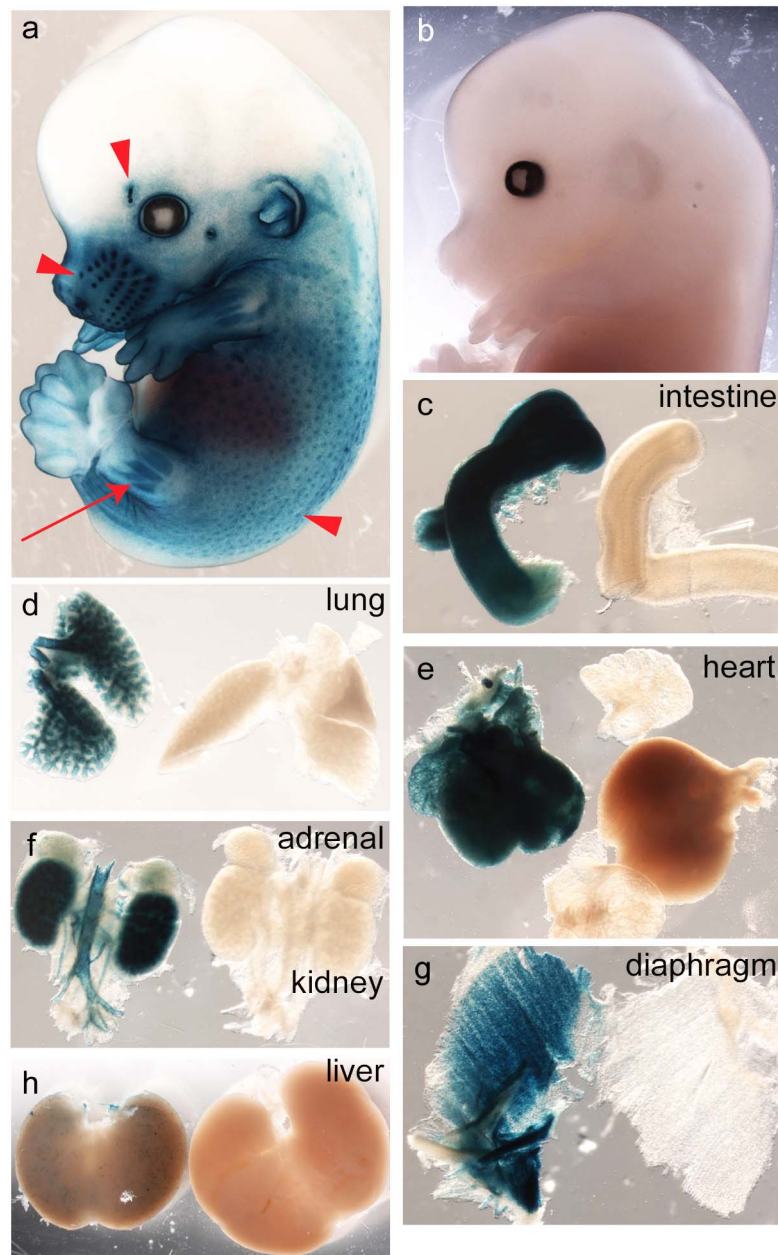 a
b
c
intestine
d
lung
e
heart
f
adrenal
kidney
g
diaphragm
h
liver